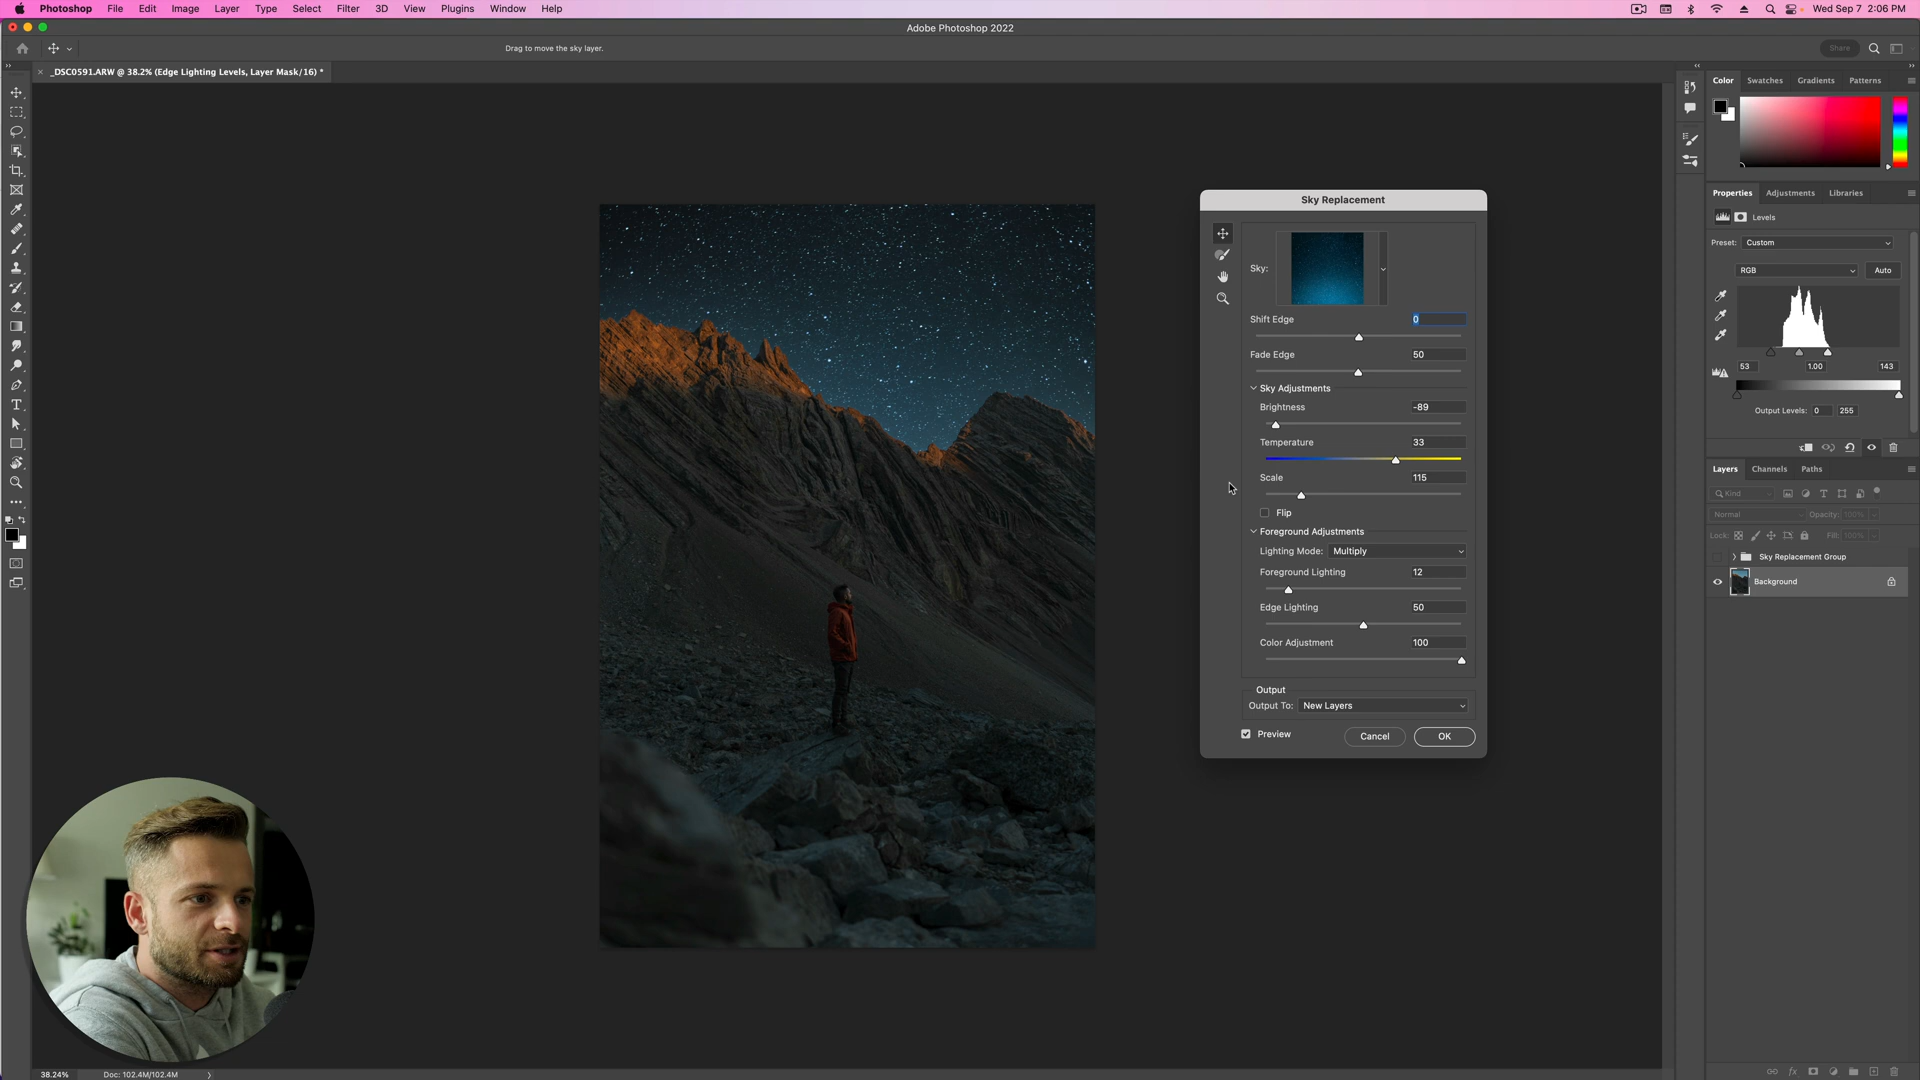 Photoshop File Edit Image Layer Type Select Filter 3D View Plugins Window Help Wed Sep 7 2:06 PM
Adobe Photoshop 2022
Drag to move the sky layer. Share
_DSC0591.ARW @ 38.2% (Edge Lighting Levels, Layer Mask/16) *
Color Swatches Gradients Patterns
Properties Adjustments Libraries
Levels
Preset: Custom
RGB Auto
53 1.00 143
Output Levels: 0 255
Layers Channels Paths
Kind
Normal Opacity: 100%
Lock: Fill: 100%
Sky Replacement Group
Background
Sky Replacement
Sky:
Shift Edge 0
Fade Edge 50
Sky Adjustments
Brightness -89
Temperature 33
Scale 115
Flip
Foreground Adjustments
Lighting Mode: Multiply
Foreground Lighting 12
Edge Lighting 50
Color Adjustment 100
Output
Output To: New Layers
Preview Cancel OK
38.24% Doc: 102.4M/102.4M